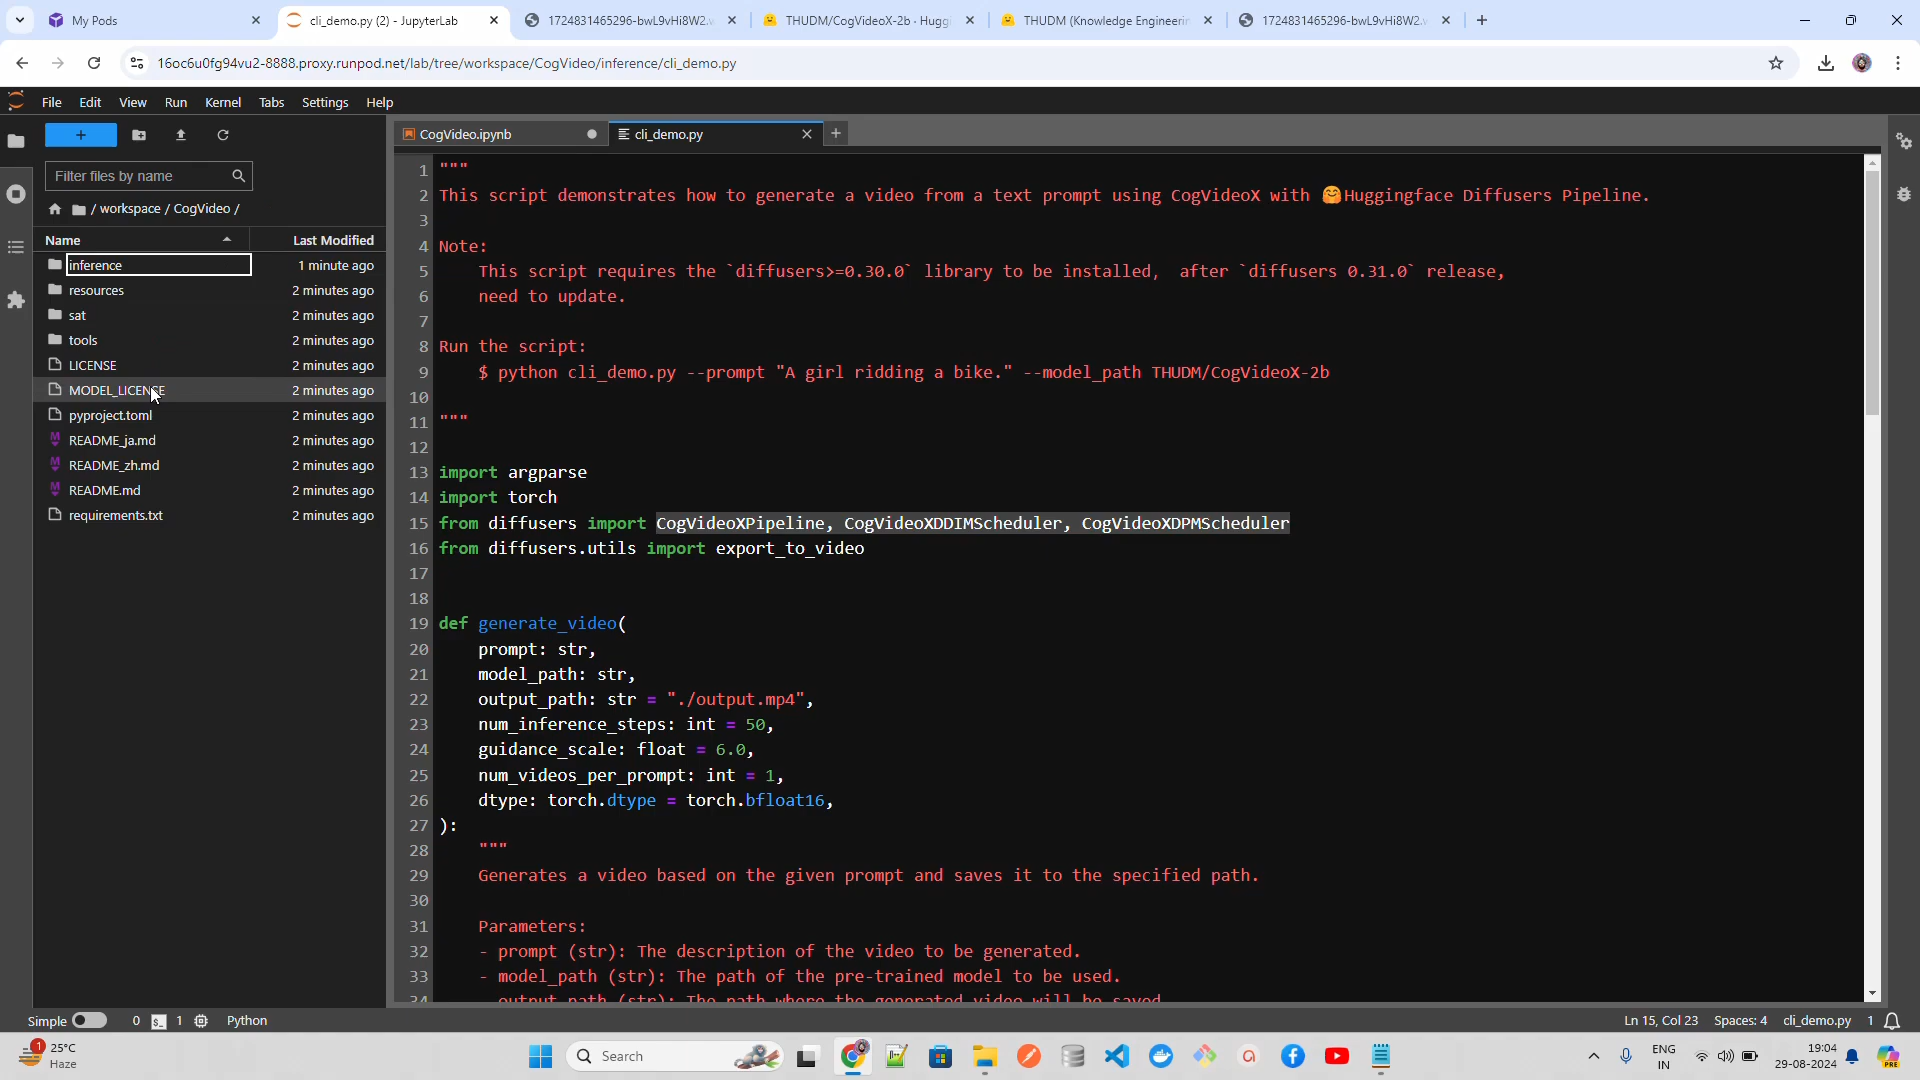 My Pods
cli_demo.py (2) - JupyterLab
1724831465296-bwL9vHi8W2.
THUDM/CogVideoX-2b - Hugg
THUDM (Knowledge Engineerin
1724831465296-bwL9vHi8W2.
16oc6u0fg94vu2-8888.proxy.runpod.net/lab/tree/workspace/CogVideo/inference/cli_demo.py
File Edit View Run Kernel Tabs Settings Help
CogVideo.ipynb
cli_demo.py
Filter files by name
/ workspace / CogVideo /
Name Last Modified
inference 1 minute ago
resources 2 minutes ago
sat 2 minutes ago
tools 2 minutes ago
LICENSE 2 minutes ago
MODEL_LICENSE 2 minutes ago
pyproject.toml 2 minutes ago
README_ja.md 2 minutes ago
README_zh.md 2 minutes ago
README.md 2 minutes ago
requirements.txt 2 minutes ago
1 """
2 This script demonstrates how to generate a video from a text prompt using CogVideoX with 🤗Huggingface Diffusers Pipeline.
3
4 Note:
5 This script requires the `diffusers>=0.30.0` library to be installed, after `diffusers 0.31.0` release,
6 need to update.
7
8 Run the script:
9 $ python cli_demo.py --prompt "A girl ridding a bike." --model_path THUDM/CogVideoX-2b
10
11 """
12
13 import argparse
14 import torch
15 from diffusers import CogVideoXPipeline, CogVideoXDDIMScheduler, CogVideoXDPMScheduler
16 from diffusers.utils import export_to_video
17
18
19 def generate_video(
20 prompt: str,
21 model_path: str,
22 output_path: str = "./output.mp4",
23 num_inference_steps: int = 50,
24 guidance_scale: float = 6.0,
25 num_videos_per_prompt: int = 1,
26 dtype: torch.dtype = torch.bfloat16,
27 ):
28 """
29 Generates a video based on the given prompt and saves it to the specified path.
30
31 Parameters:
32 - prompt (str): The description of the video to be generated.
33 - model_path (str): The path of the pre-trained model to be used.
34 - output_path (str): The path where the generated video will be saved.
Simple 0 $_ 1 Python
Ln 15, Col 23 Spaces: 4 cli_demo.py 1
1
25°C
Haze
Search
ENG
IN
19:04
29-08-2024
PRE